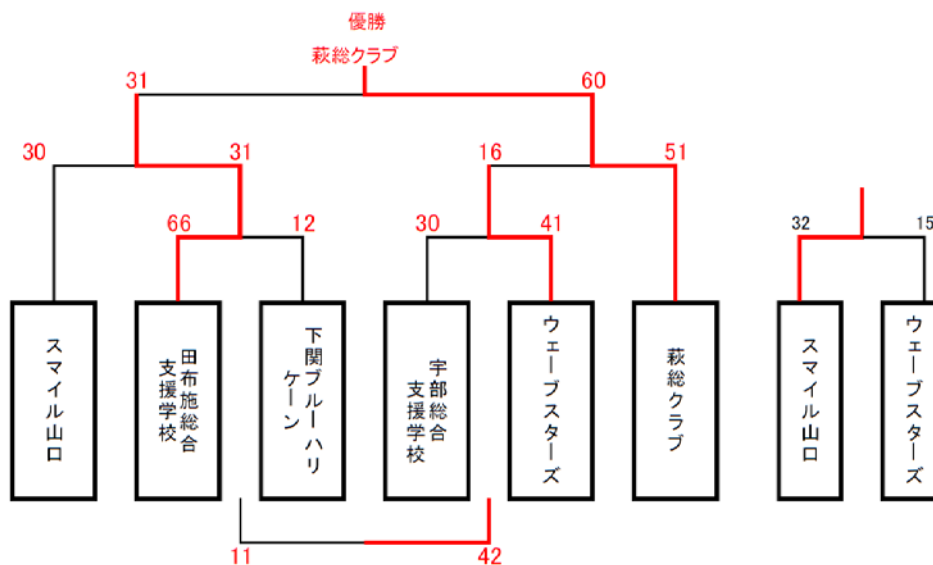 優勝
萩総クラブ
31
60
30
31
16
51
66
12
30
41
32
15
スマイル山口
田布施総合
支援学校
下関ブルーハリ
ケーン
宇部総合
支援学校
ウェーブスターズ
萩総クラブ
スマイル山口
ウェーブスターズ
11
42